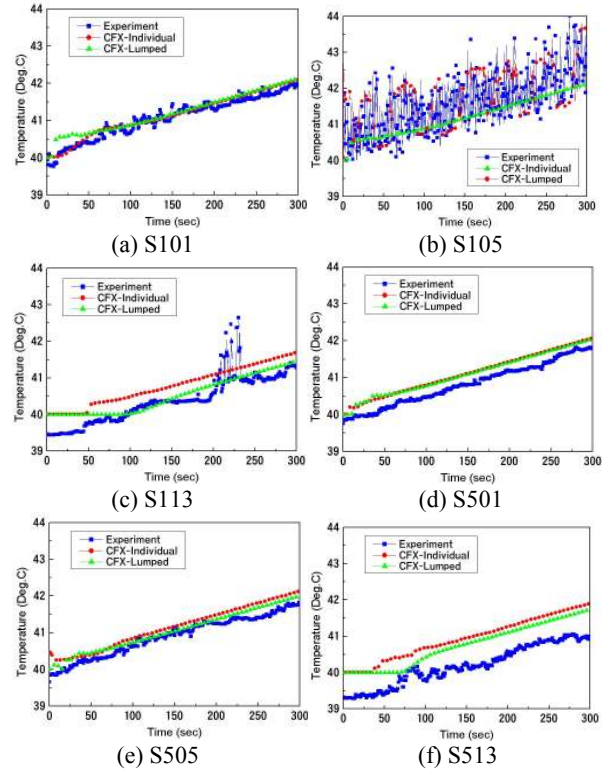 44
43
42
41
40
39
Temperature (Deg.C)
Experiment
CFX-Individual
CFX-Lumped
0 50 100 150 200 250 300
Time (sec)
(a) S101
44
43
42
41
40
39
Temperature (Deg.C)
Experiment
CFX-Individual
CFX-Lumped
0 50 100 150 200 250 300
Time (sec)
(b) S105
44
43
42
41
40
39
Temperature (Deg.C)
Experiment
CFX-Individual
CFX-Lumped
0 50 100 150 200 250 300
Time (sec)
(c) S113
44
43
42
41
40
39
Temperature (Deg.C)
Experiment
CFX-Individual
CFX-Lumped
0 50 100 150 200 250 300
Time (sec)
(d) S501
44
43
42
41
40
39
Temperature (Deg.C)
Experiment
CFX-Individual
CFX-Lumped
0 50 100 150 200 250 300
Time (sec)
(e) S505
44
43
42
41
40
39
Temperature (Deg.C)
Experiment
CFX-Individual
CFX-Lumped
0 50 100 150 200 250 300
Time (sec)
(f) S513